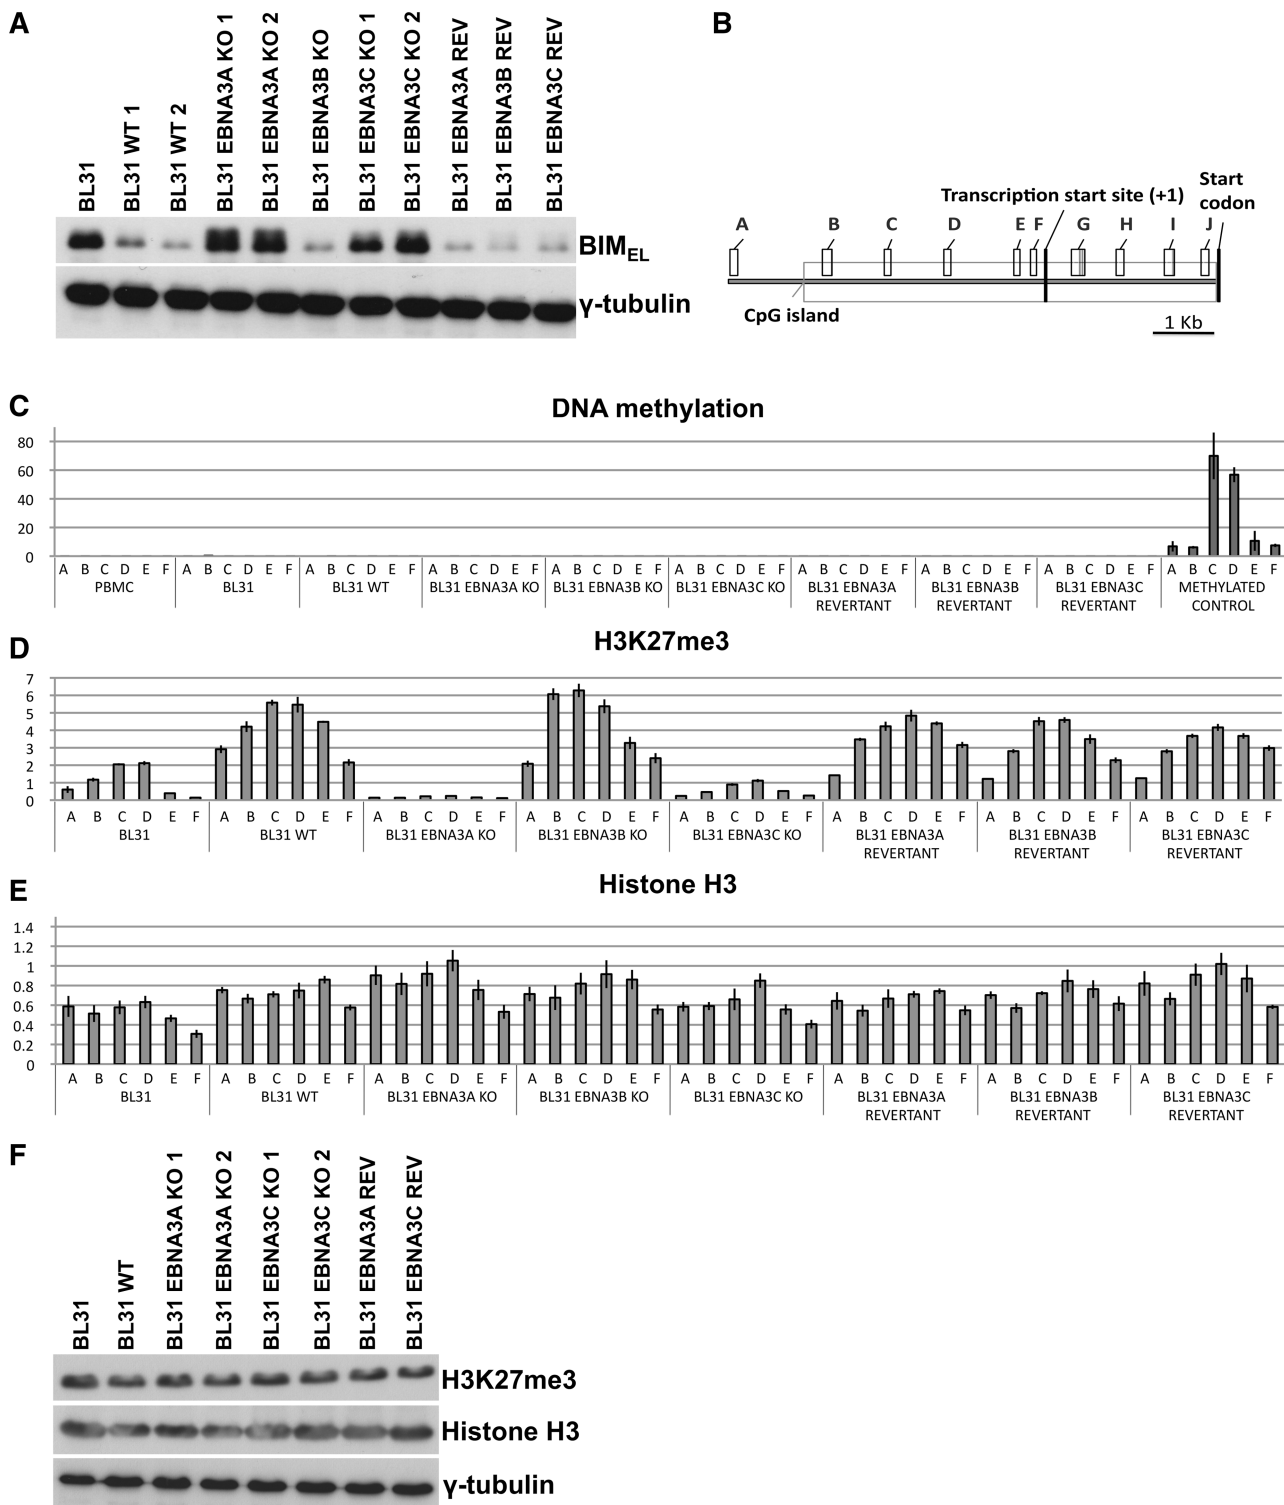 A
BL31
BL31 WT 1
BL31 WT 2
BL31 EBNA3A KO 1
BL31 EBNA3A KO 2
BL31 EBNA3B KO
BL31 EBNA3C KO 1
BL31 EBNA3C KO 2
BL31 EBNA3A REV
BL31 EBNA3B REV
BL31 EBNA3C REV
BIMEL
γ-tubulin
B
Transcription start site (+1)
Start
codon
A B C D E F G H I J
CpG island
1 Kb
C
DNA methylation
80
60
40
20
0
A B C D E F A B C D E F A B C D E F A B C D E F A B C D E F A B C D E F A B C D E F A B C D E F A B C D E F A B C D E F
PBMC BL31 BL31 WT BL31 EBNA3A KO BL31 EBNA3B KO BL31 EBNA3C KO BL31 EBNA3A BL31 EBNA3B BL31 EBNA3C METHYLATED
REVERTANT REVERTANT REVERTANT CONTROL
D
H3K27me3
7
6
5
4
3
2
1
0
A B C D E F A B C D E F A B C D E F A B C D E F A B C D E F A B C D E F A B C D E F A B C D E F
BL31 BL31 WT BL31 EBNA3A KO BL31 EBNA3B KO BL31 EBNA3C KO BL31 EBNA3A BL31 EBNA3B BL31 EBNA3C
REVERTANT REVERTANT REVERTANT
E
Histone H3
1.4
1.2
1
0.8
0.6
0.4
0.2
0
A B C D E F A B C D E F A B C D E F A B C D E F A B C D E F A B C D E F A B C D E F A B C D E F
BL31 BL31 WT BL31 EBNA3A KO BL31 EBNA3B KO BL31 EBNA3C KO BL31 EBNA3A BL31 EBNA3B BL31 EBNA3C
REVERTANT REVERTANT REVERTANT
F
BL31
BL31 WT
BL31 EBNA3A KO 1
BL31 EBNA3A KO 2
BL31 EBNA3C KO 1
BL31 EBNA3C KO 2
BL31 EBNA3A REV
BL31 EBNA3C REV
H3K27me3
Histone H3
γ-tubulin